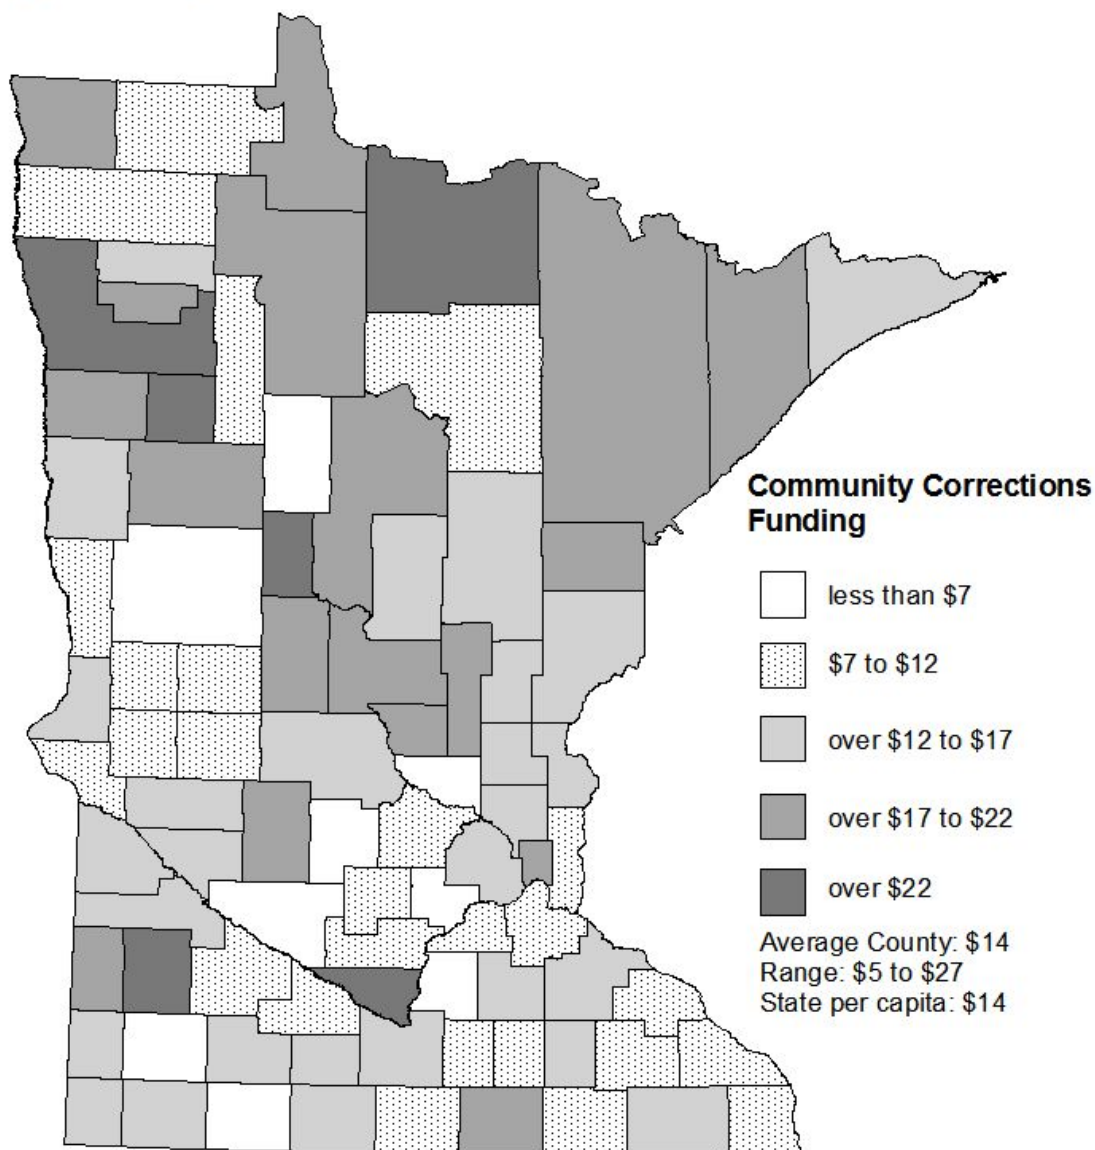 Community Corrections
Funding
less than $7
$7 to $12
over $12 to $17
over $17 to $22
over $22
Average County: $14
Range: $5 to $27
State per capita: $14